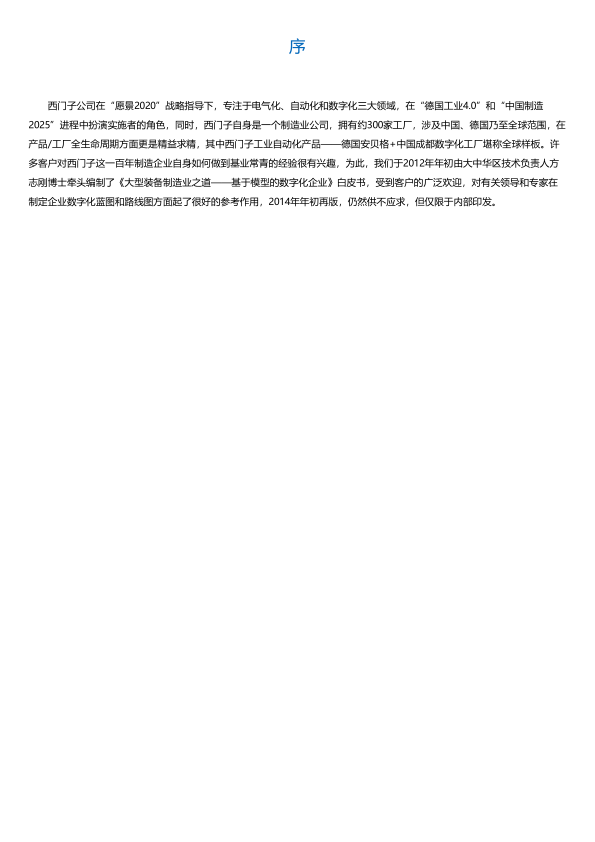 序
西门子公司在“愿景2020”战略指导下，专注于电气化、自动化和数字化三大领域，在“德国工业4.0”和“中国制造
2025”进程中扮演实施者的角色，同时，西门子自身是一个制造业公司，拥有约300家工厂，涉及中国、德国乃至全球范围，在
产品/工厂全生命周期方面更是精益求精，其中西门子工业自动化产品——德国安贝格+中国成都数字化工厂堪称全球样板。许
多客户对西门子这一百年制造企业自身如何做到基业常青的经验很有兴趣，为此，我们于2012年年初由大中华区技术负责人方
志刚博士牵头编制了《大型装备制造业之道——基于模型的数字化企业》白皮书，受到客户的广泛欢迎，对有关领导和专家在
制定企业数字化蓝图和路线图方面起了很好的参考作用，2014年年初再版，仍然供不应求，但仅限于内部印发。